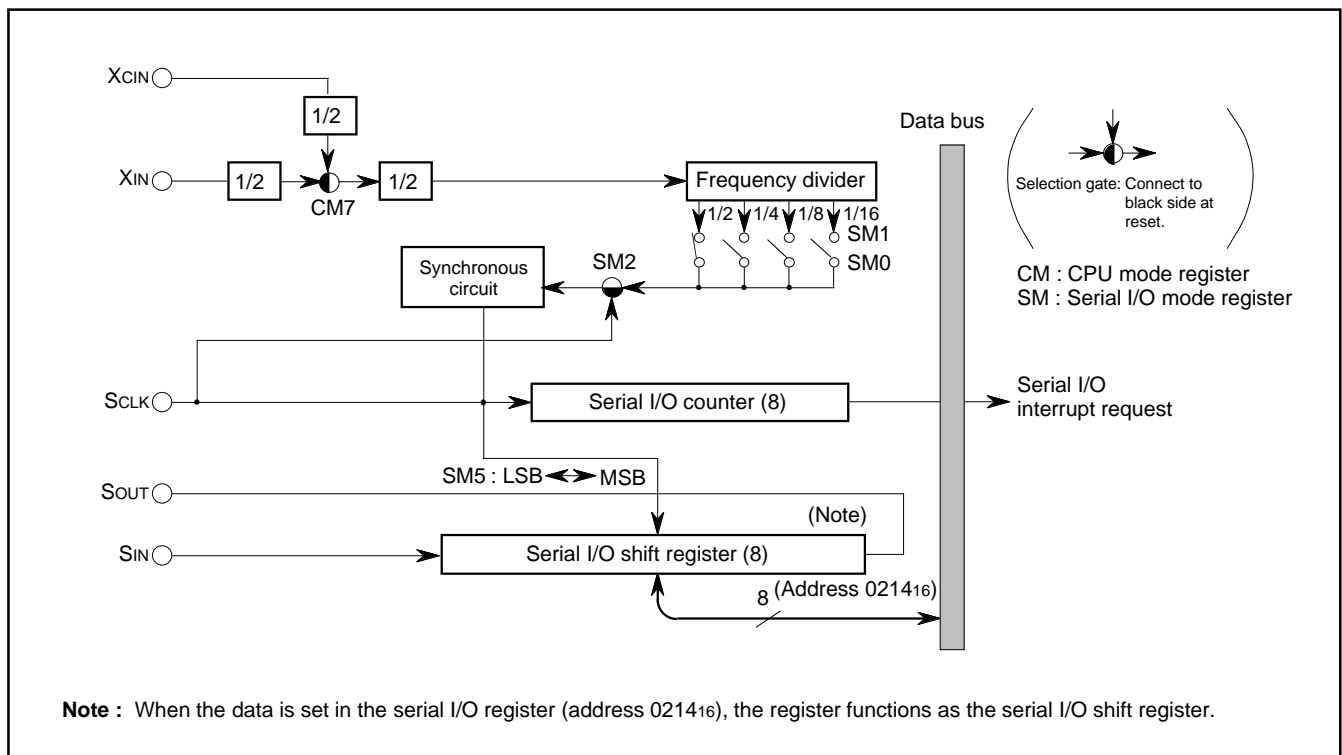 XCIN
1/2
Data bus
XIN
1/2
1/2
Frequency divider
CM7
1/2
1/4
1/8
1/16
Selection gate: Connect to
black side at
reset.
SM1
Synchronous
circuit
SM2
SM0
CM : CPU mode register
SM : Serial I/O mode register
SCLK
Serial I/O counter (8)
Serial I/O
interrupt request
SM5 : LSB
MSB
SOUT
(Note)
SIN
Serial I/O shift register (8)
8
(Address 021416)
Note : When the data is set in the serial I/O register (address 021416), the register functions as the serial I/O shift register.